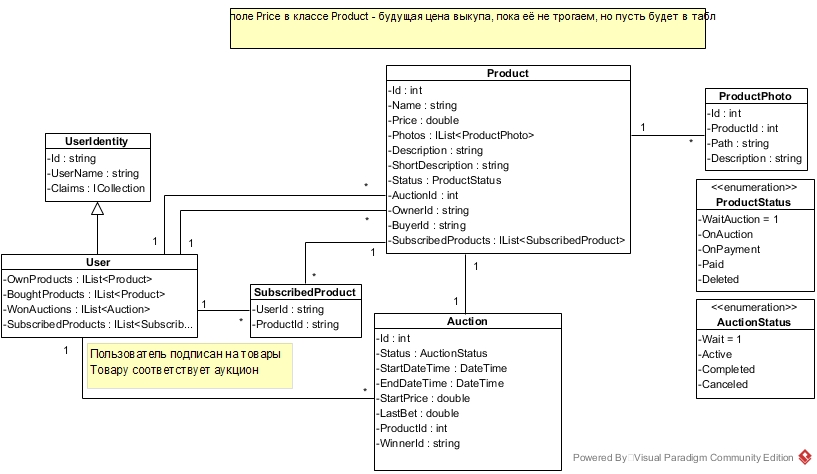 поле Price в классе Product - будущая цена выкупа, пока её не трогаем, но пусть будет в табл
Product
-Id : int
-Name : string
-Price : double
-Photos : IList<ProductPhoto>
-Description : string
-ShortDescription : string
-Status : ProductStatus
-AuctionId : int
-OwnerId : string
-BuyerId : string
-SubscribedProducts : IList<SubscribedProduct>
1
*
ProductPhoto
-Id : int
-ProductId : int
-Path : string
-Description : string
UserIdentity
-Id : string
-UserName : string
-Claims : ICollection
<<enumeration>>
ProductStatus
-WaitAuction = 1
-OnAuction
-OnPayment
-Paid
-Deleted
*
*
1
1
1
*
1
1
User
-OwnProducts : IList<Product>
-BoughtProducts : IList<Product>
-WonAuctions : IList<Auction>
-SubscribedProducts : IList<Subscrib...
1
*
SubscribedProduct
-UserId : string
-ProductId : string
Auction
-Id : int
-Status : AuctionStatus
-StartDateTime : DateTime
-EndDateTime : DateTime
-StartPrice : double
-LastBet : double
-ProductId : int
-WinnerId : string
<<enumeration>>
AuctionStatus
-Wait = 1
-Active
-Completed
-Canceled
1
*
Пользователь подписан на товары
Товару соответствует аукцион
Powered By Visual Paradigm Community Edition